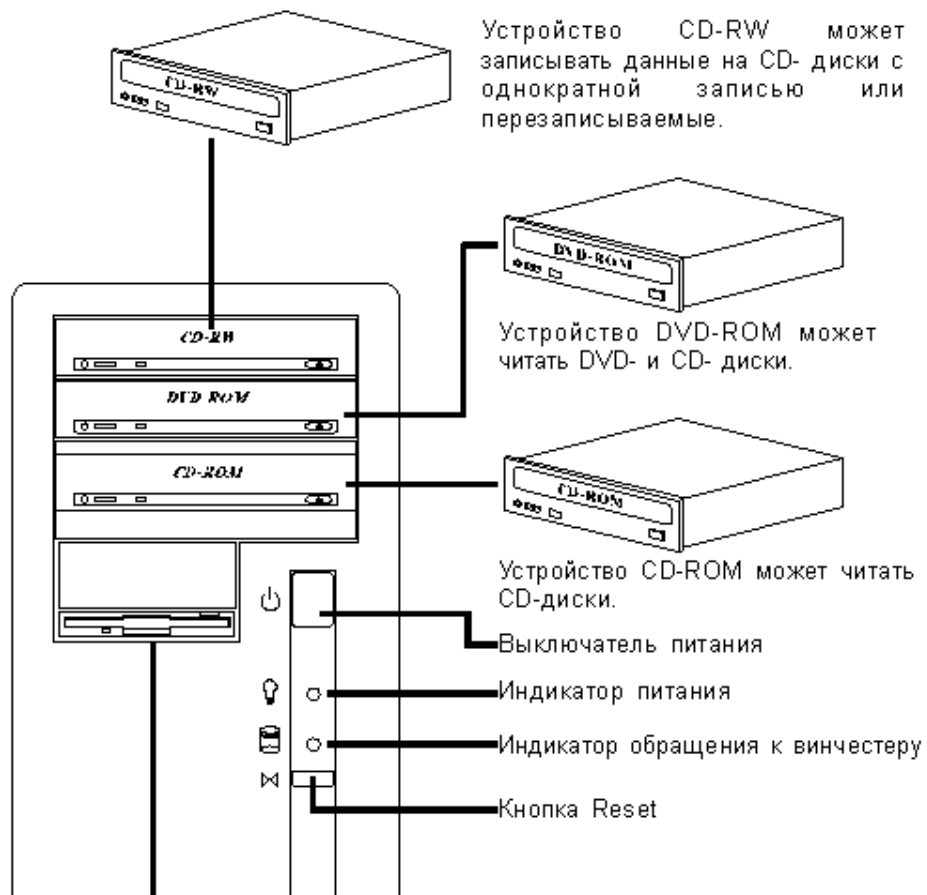 Устройство CD-RW может
записывать данные на CD- диски с
однократной записью или
перезаписываемые.
CD-RW
DVD-ROM
Устройство DVD-ROM может
читать DVD- и CD- диски.
CD-RW
DVD-ROM
CD-ROM
CD-ROM
Устройство CD-ROM может читать
CD-диски.
Выключатель питания
Индикатор питания
Индикатор обращения к винчестеру
Кнопка Reset